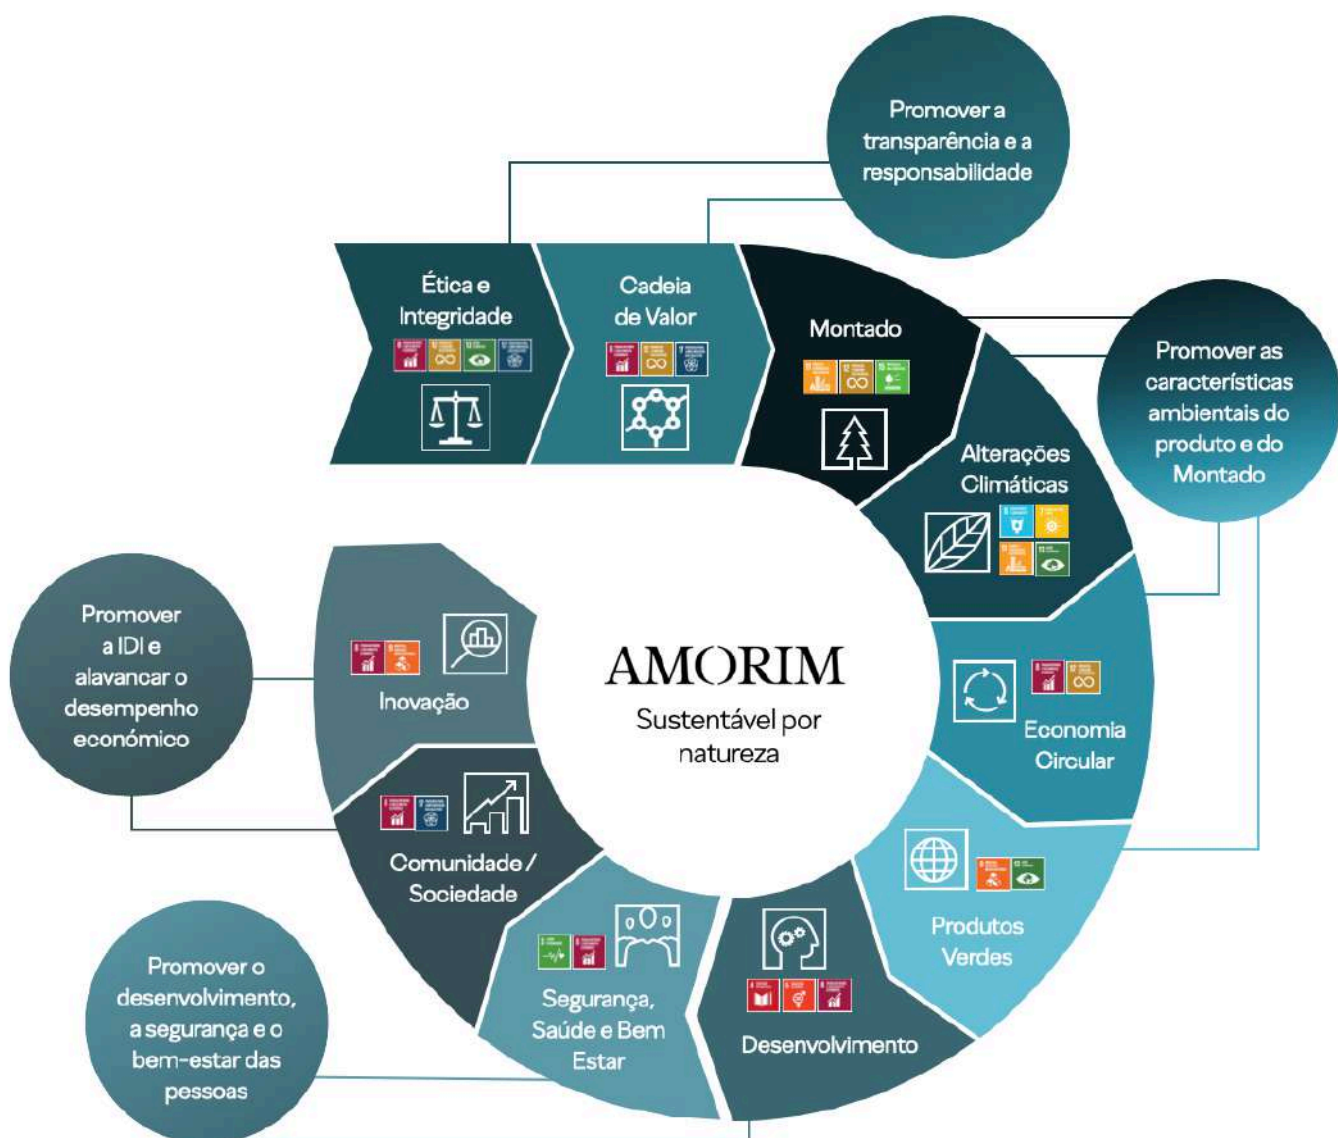 Promover a
transparência e a
responsabilidade
Ética e
Integridade
Cadeia
de Valor
Montado
Promover as
características
ambientais do
produto e do
Montado
Alterações
Climáticas
Promover
a IDI e
alavancar o
desempenho
económico
Inovação
AMORIM
Sustentável por
natureza
Economia
Circular
Comunidade /
Sociedade
Produtos
Verdes
Promover o
desenvolvimento,
a segurança e o
bem-estar das
pessoas
Segurança,
Saúde e Bem
Estar
Desenvolvimento